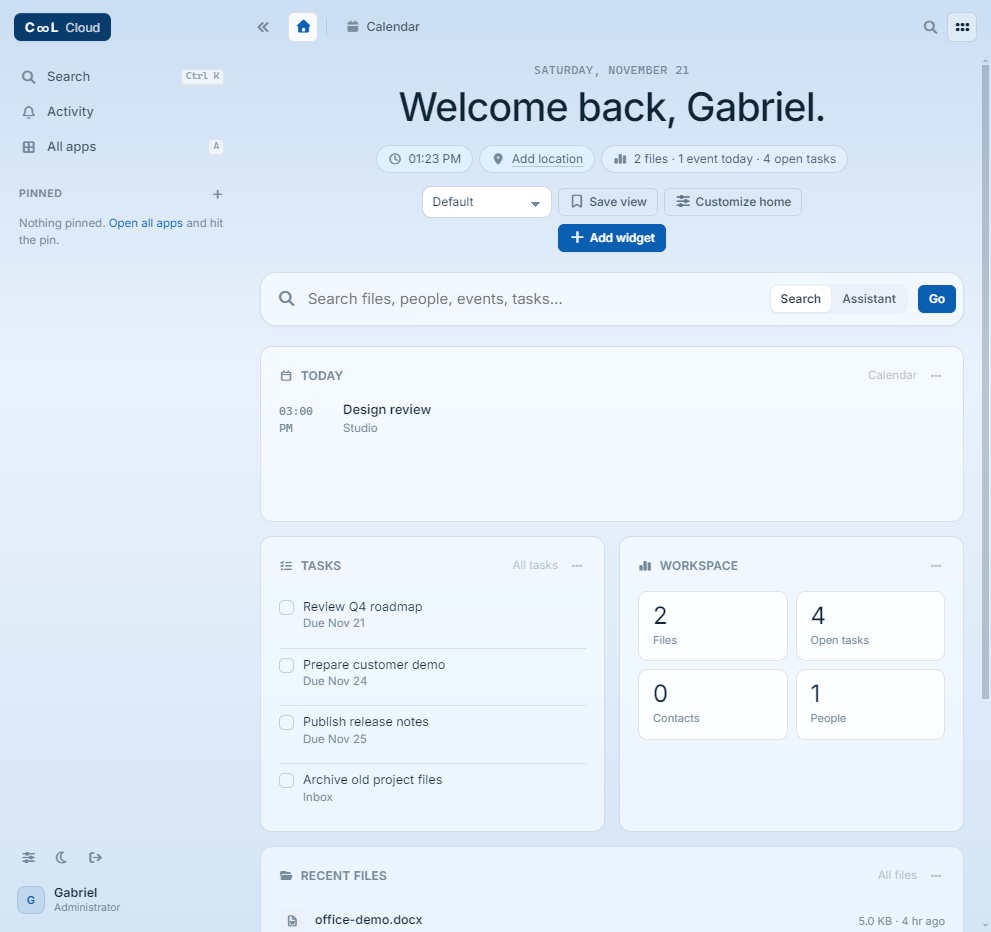 C∞L Cloud
Calendar
Search Ctrl K
Activity
All apps A
PINNED
Nothing pinned. Open all apps and hit
the pin.
SATURDAY, NOVEMBER 21
Welcome back, Gabriel.
01:23 PM
Add location
2 files · 1 event today · 4 open tasks
Default
Save view
Customize home
Add widget
Search files, people, events, tasks...
Search
Assistant
Go
TODAY
Calendar
03:00
PM
Design review
Studio
TASKS
All tasks
Review Q4 roadmap
Due Nov 21
Prepare customer demo
Due Nov 24
Publish release notes
Due Nov 25
Archive old project files
Inbox
WORKSPACE
2
Files
4
Open tasks
0
Contacts
1
People
RECENT FILES
All files
office-demo.docx
5.0 KB · 4 hr ago
G
Gabriel
Administrator